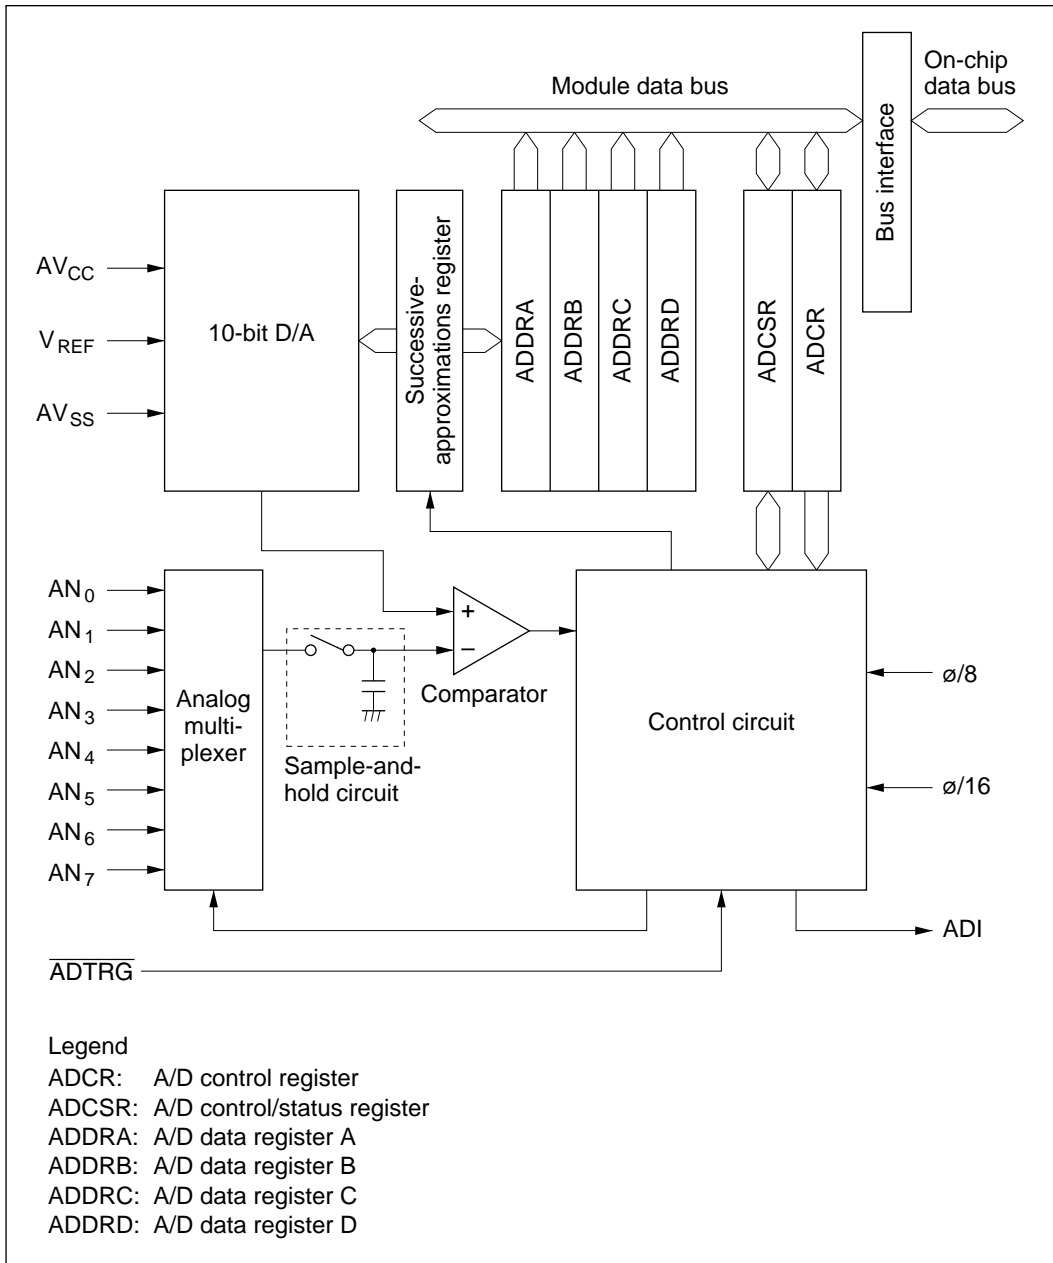 On-chip
data bus
Module data bus
Bus interface
AVCC
VREF
AVSS
10-bit D/A
Successive-
approximations register
ADDRA
ADDRB
ADDRC
ADDRD
ADCSR
ADCR
AN0
AN1
AN2
AN3
AN4
AN5
AN6
AN7
Analog
multi-
plexer
Sample-and-
hold circuit
+
−
Comparator
Control circuit
ø/8
ø/16
ADI
ADTRG
Legend
ADCR: A/D control register
ADCSR: A/D control/status register
ADDRA: A/D data register A
ADDRB: A/D data register B
ADDRC: A/D data register C
ADDRD: A/D data register D